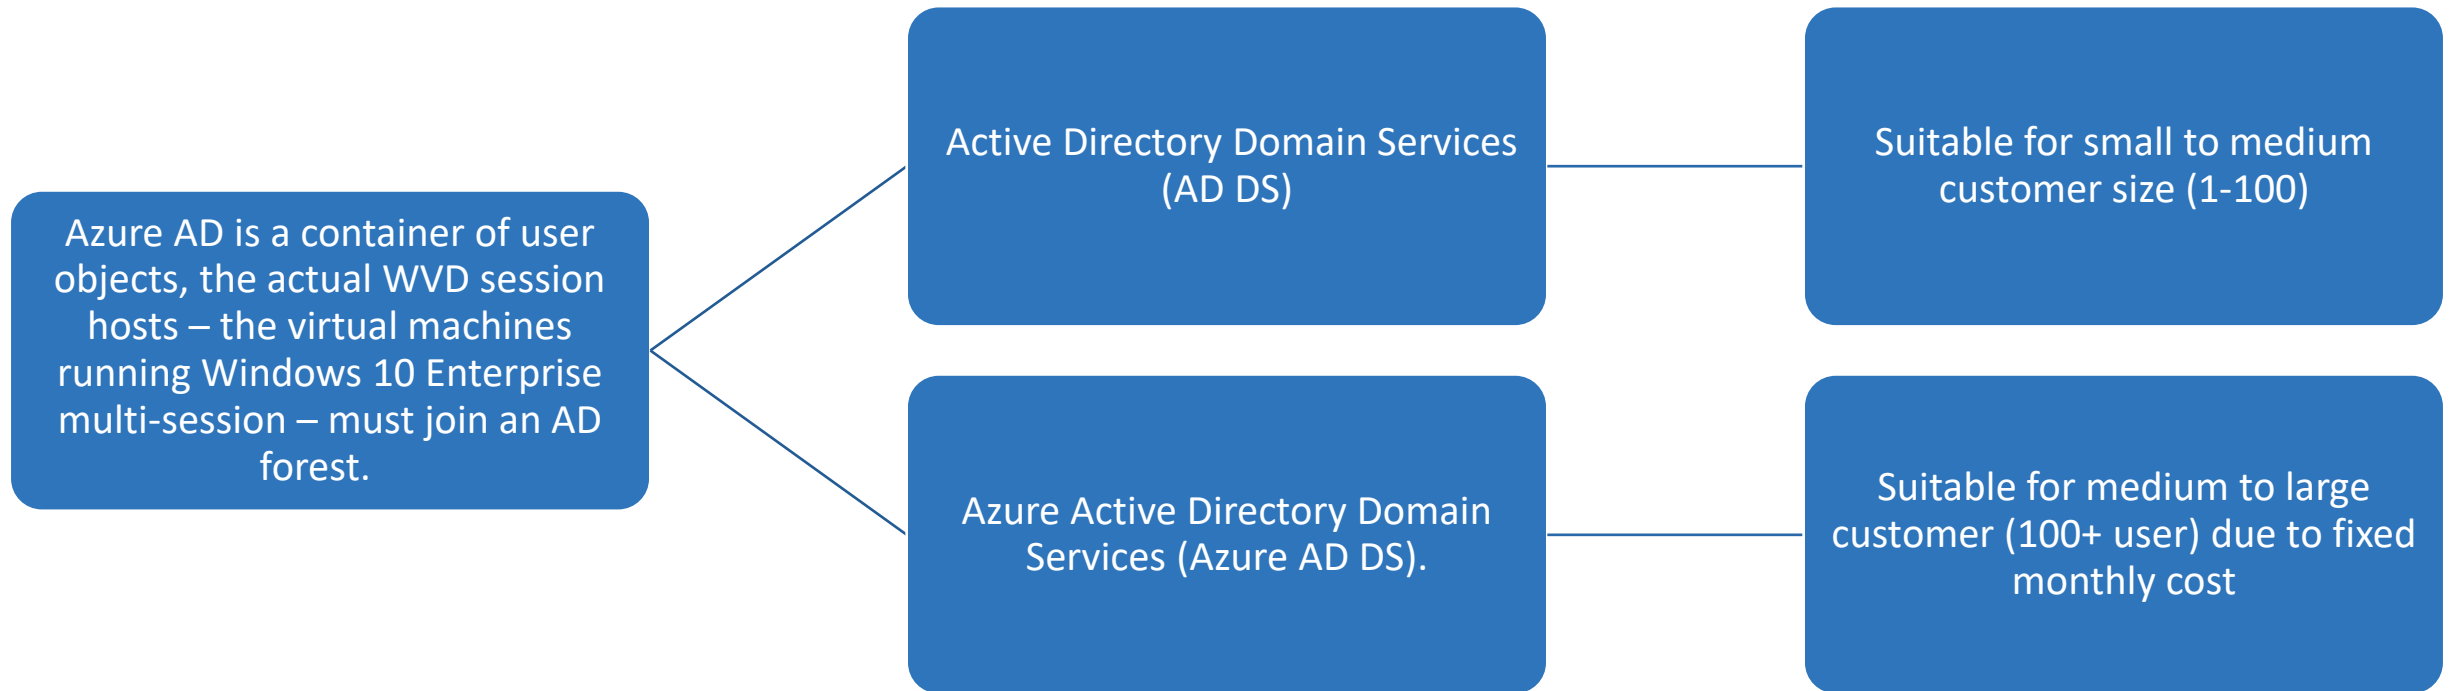 Azure AD is a container of user
objects, the actual WVD session
hosts – the virtual machines
running Windows 10 Enterprise
multi-session – must join an AD
forest.
Active Directory Domain Services
(AD DS)
Suitable for small to medium
customer size (1-100)
Azure Active Directory Domain
Services (Azure AD DS).
Suitable for medium to large
customer (100+ user) due to fixed
monthly cost